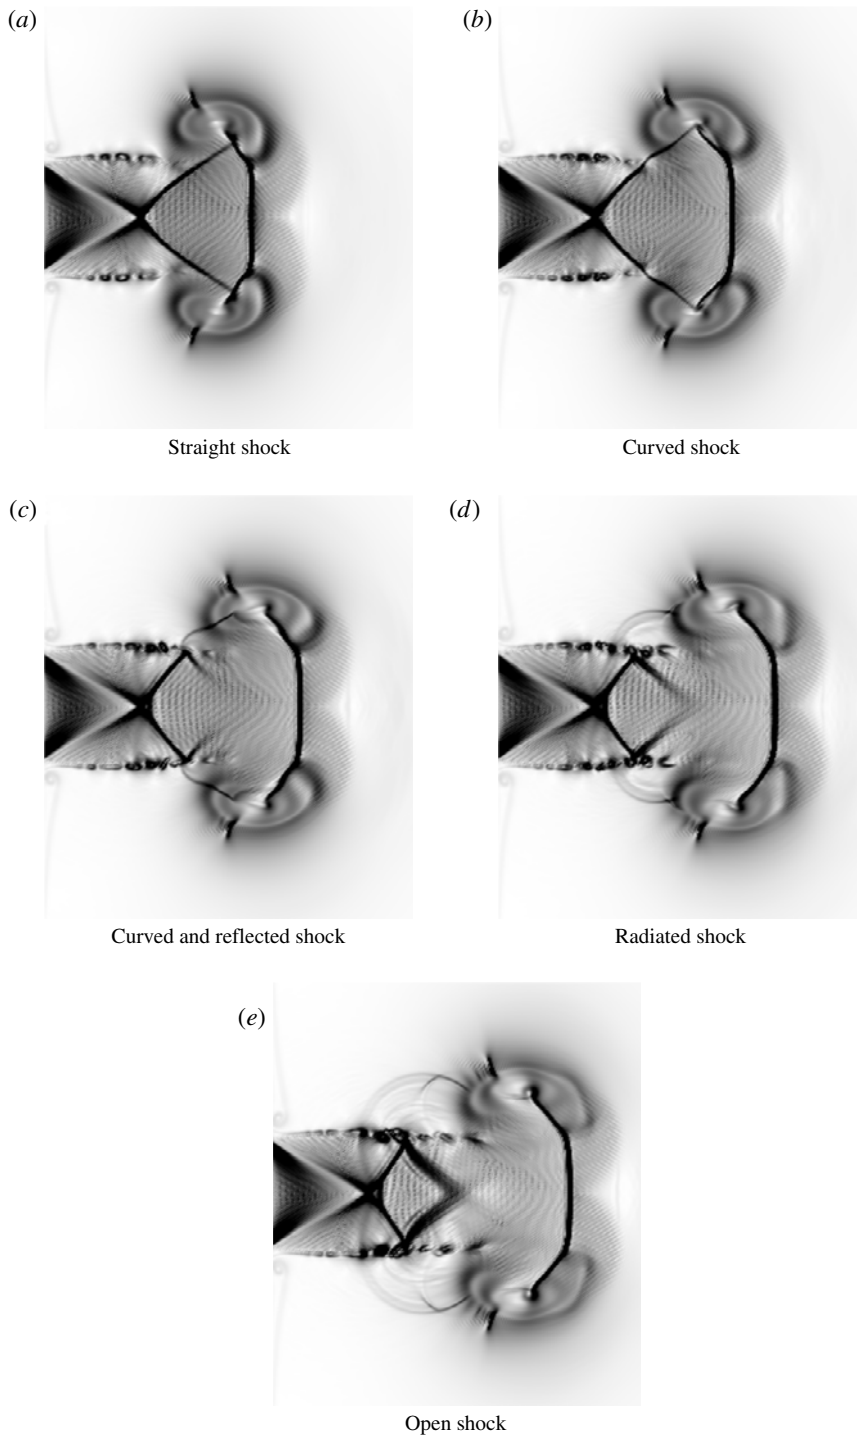 (a)
(b)
Straight shock
Curved shock
(c)
(d)
Curved and reflected shock
Radiated shock
(e)
Open shock